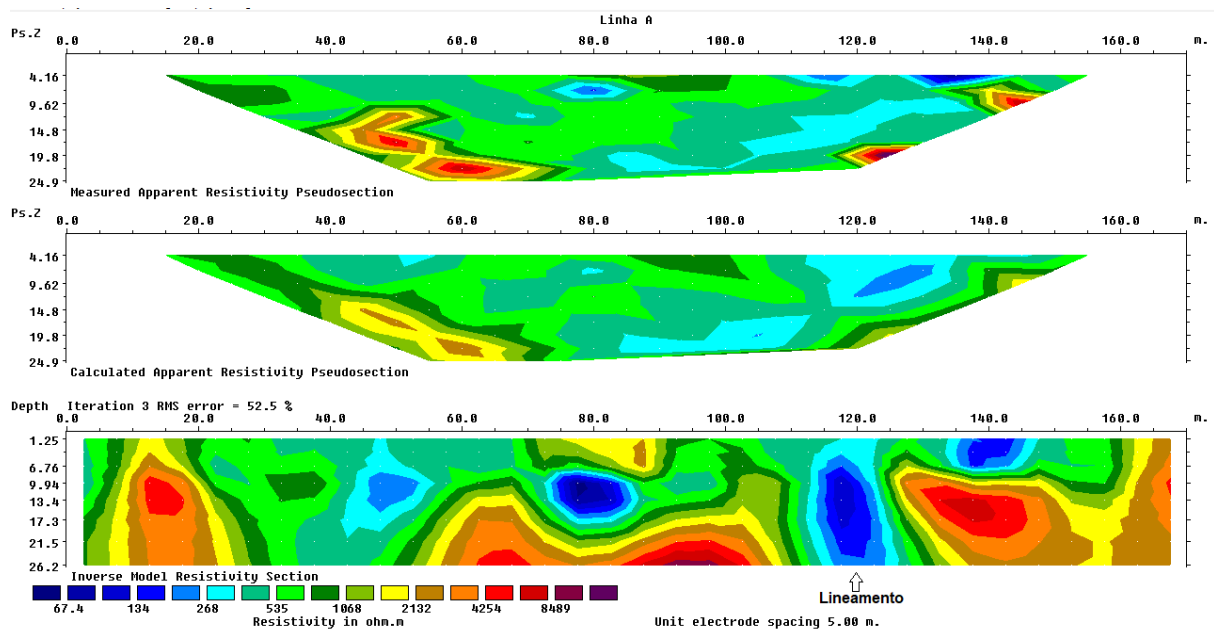 Linha A
Ps.Z 0.0 20.0 40.0 60.0 80.0 100.0 120.0 140.0 160.0 m.
4.16
9.62
14.8
19.8
24.9
Measured Apparent Resistivity Pseudosection
Ps.Z 0.0 20.0 40.0 60.0 80.0 100.0 120.0 140.0 160.0 m.
4.16
9.62
14.8
19.8
24.9
Calculated Apparent Resistivity Pseudosection
Depth Iteration 3 RMS error = 52.5 %
0.0 20.0 40.0 60.0 80.0 100.0 120.0 140.0 160.0 m.
1.25
6.76
9.94
13.4
17.3
21.5
26.2
Inverse Model Resistivity Section
67.4 134 268 535 1068 2132 4254 8489
Resistivity in ohm.m
Lineamento
Unit electrode spacing 5.00 m.